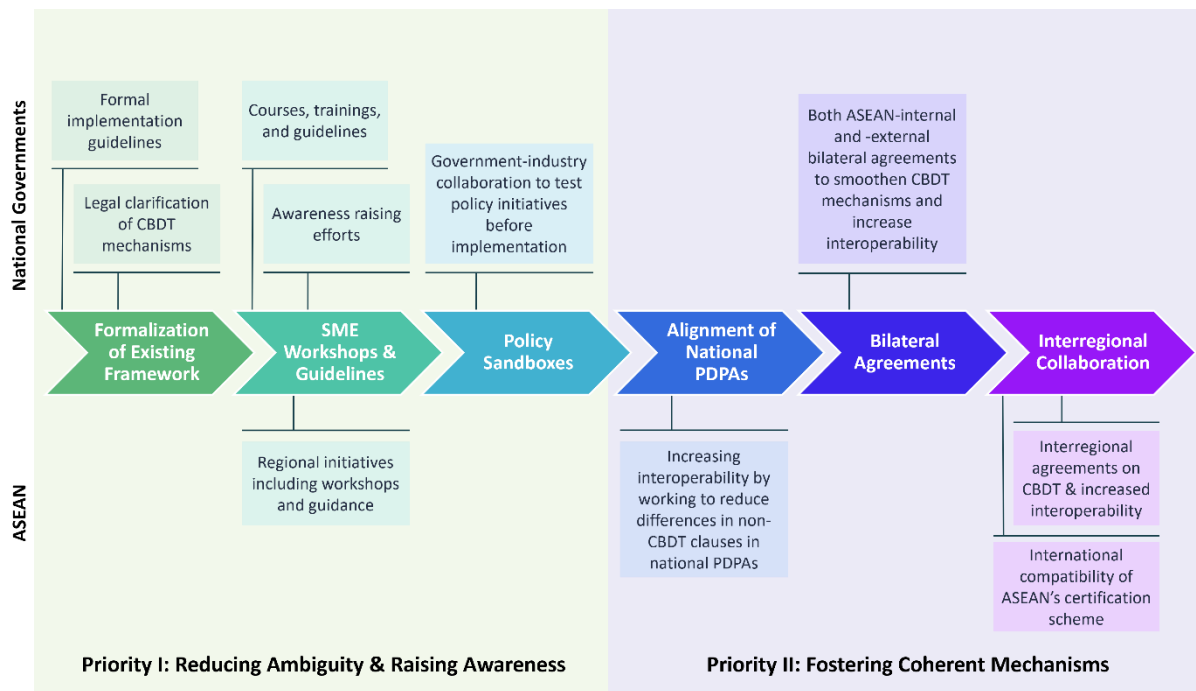 National Governments
Formal
implementation
guidelines
Legal clarification
of CBDT
mechanisms
Courses, trainings,
and guidelines
Awareness raising
efforts
Government-industry
collaboration to test
policy initiatives
before
implementation
Both ASEAN-internal
and -external
bilateral agreements
to smoothen CBDT
mechanisms and
increase
interoperability
Formalization
of Existing
Framework
SME
Workshops &
Guidelines
Policy
Sandboxes
Alignment of
National
PDPAs
Bilateral
Agreements
Interregional
Collaboration
ASEAN
Regional initiatives
including workshops
and guidance
Increasing
interoperability by
working to reduce
differences in non-
CBDT clauses in
national PDPAs
Interregional
agreements on
CBDT & increased
interoperability
International
compatibility of
ASEAN's certification
scheme
Priority I: Reducing Ambiguity & Raising Awareness
Priority II: Fostering Coherent Mechanisms